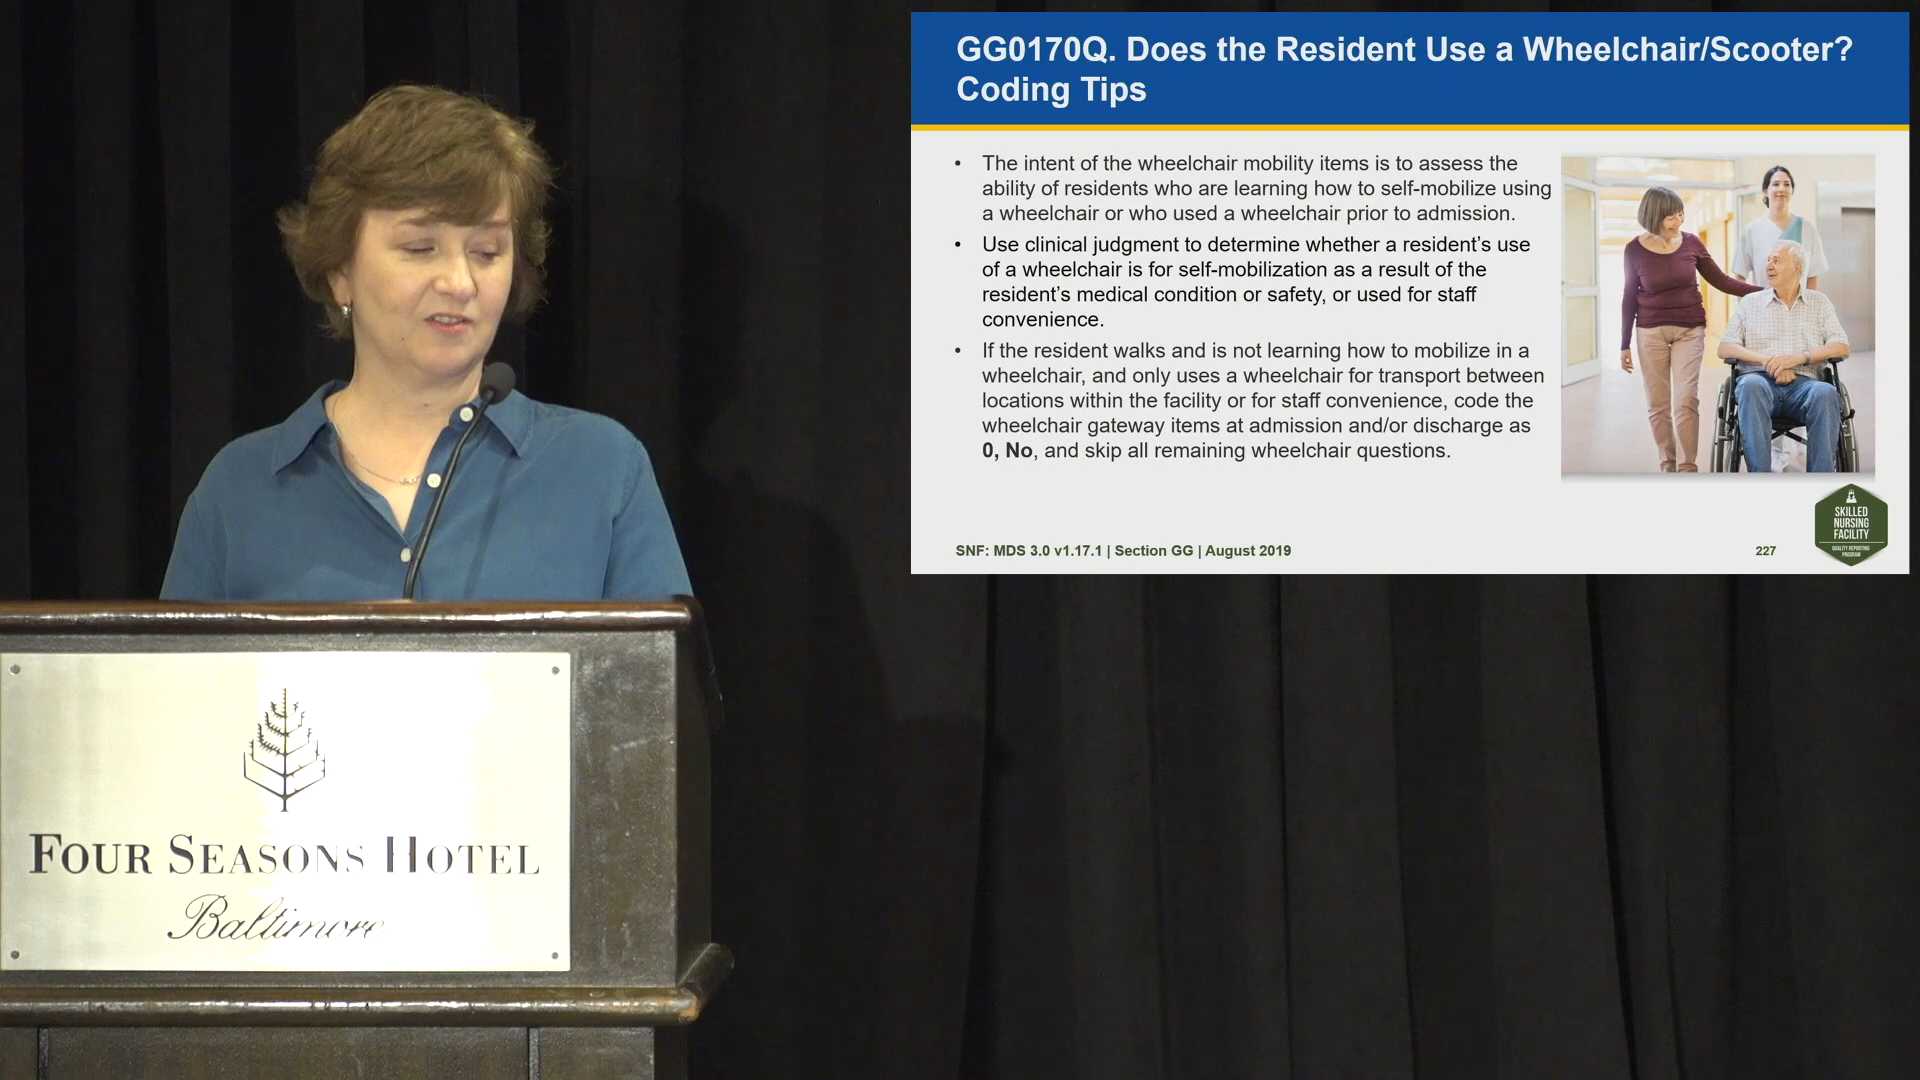 GG0170Q. Does the Resident Use a Wheelchair/Scooter?
Coding Tips
• The intent of the wheelchair mobility items is to assess the
ability of residents who are learning how to self-mobilize using
a wheelchair or who used a wheelchair prior to admission.
• Use clinical judgment to determine whether a resident’s use
of a wheelchair is for self-mobilization as a result of the
resident’s medical condition or safety, or used for staff
convenience.
• If the resident walks and is not learning how to mobilize in a
wheelchair, and only uses a wheelchair for transport between
locations within the facility or for staff convenience, code the
wheelchair gateway items at admission and/or discharge as
0, No, and skip all remaining wheelchair questions.
SNF: MDS 3.0 v1.17.1 | Section GG | August 2019
227
SKILLED
NURSING
FACILITY
QUALITY REPORTING
PROGRAM
FOUR SEASONS HOTEL
Baltimore